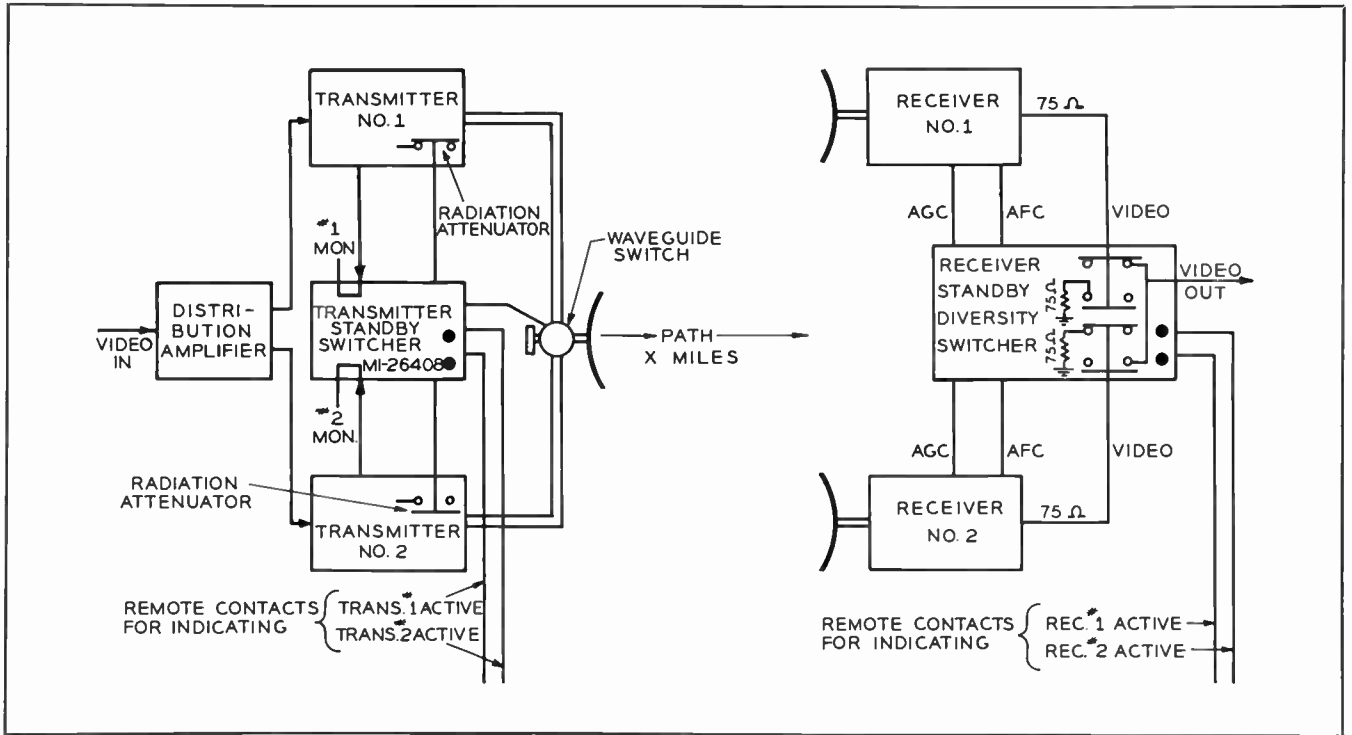 TRANSMITTER
NO. 1
RADIATION
ATTENUATOR
#1
MON
WAVEGUIDE
SWITCH
VIDEO
IN
DISTRI-
BUTION
AMPLIFIER
TRANSMITTER
STANDBY
SWITCHER
MI-26408
PATH
X MILES
#2
MON.
RADIATION
ATTENUATOR
TRANSMITTER
NO. 2
REMOTE CONTACTS
FOR INDICATING
TRANS.#1 ACTIVE
TRANS.#2 ACTIVE
RECEIVER
NO. 1
75 Ω
AGC
AFC
VIDEO
RECEIVER
STANDBY
DIVERSITY
SWITCHER
75Ω
75Ω
VIDEO
OUT
AGC
AFC
VIDEO
RECEIVER
NO. 2
75 Ω
REMOTE CONTACTS
FOR INDICATING
REC.#1 ACTIVE
REC.#2 ACTIVE